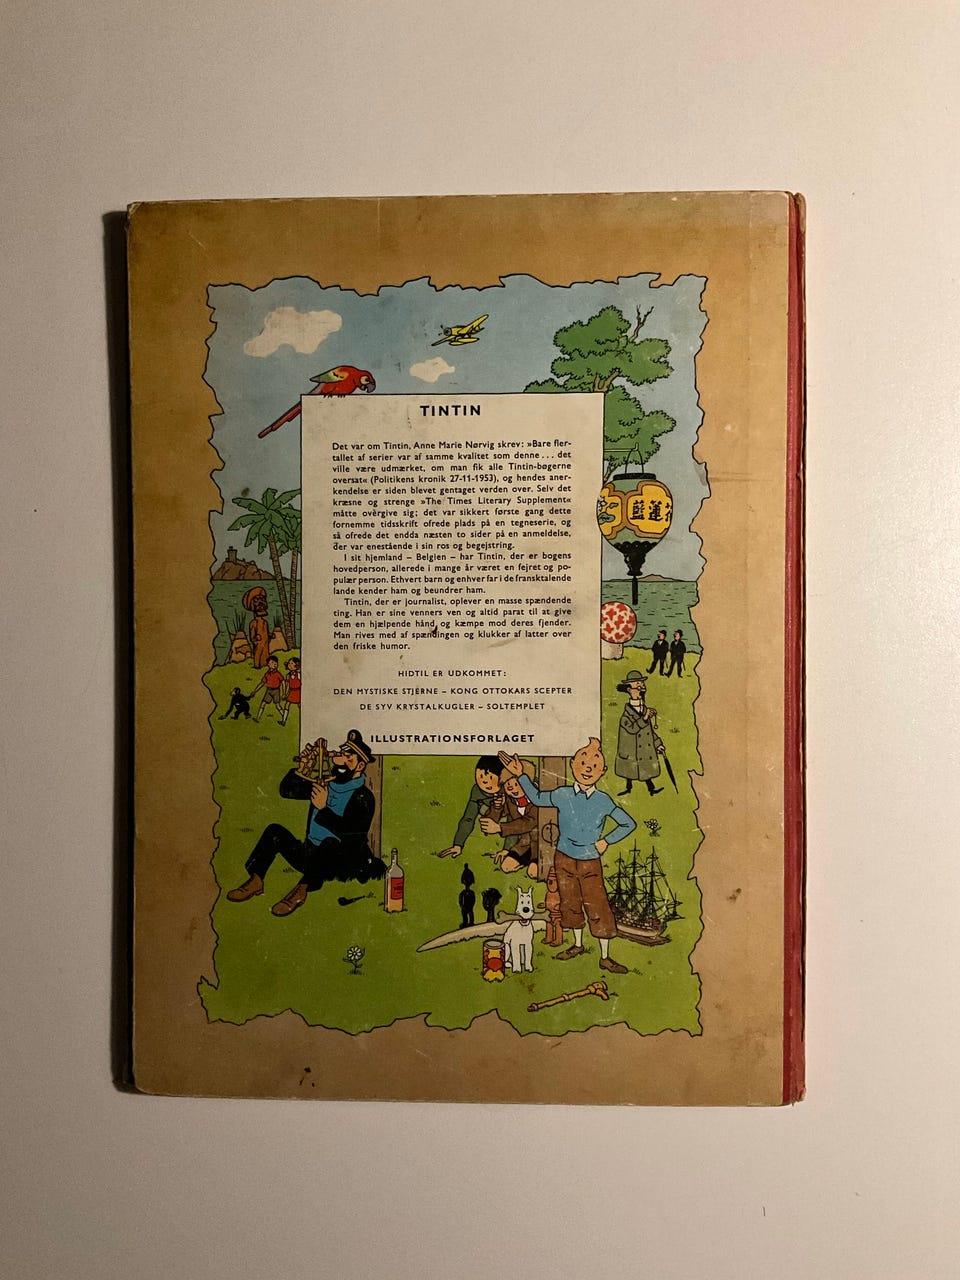 TINTIN
Det var om Tintin, Anne Marie Nørvig skrev: »Bare fler-
tallet af serier var af samme kvalitet som denne ... det
ville være udmærket, om man fik alle Tintin-bøgerne
oversat« (Politikens kronik 27-11-1953), og hendes aner-
kendelse er siden blevet gentaget verden over. Selv det
kræsne og strenge »The Times Literary Supplement«
måtte overgive sig; det var sikkert første gang dette
fornemme tidsskrift ofrede plads på en tegneserie, og
så ofrede det endda næsten to sider på en anmeldelse,
der var enestående i sin ros og begejstring.
I sit hjemland – Belgien – har Tintin, der er bogens
hovedperson, allerede i mange år været en fejret og po-
pulær person. Ethvert barn og enhver far i de fransktalende
lande kender ham og beundrer ham.
Tintin, der er journalist, oplever en masse spændende
ting. Han er sine venners ven og altid parat til at give
dem en hjælpende hånd og kæmpe mod deres fjender.
Man rives med af spændingen og klukker af latter over
den friske humor.
HIDTIL ER UDKOMMET:
DEN MYSTISKE STJERNE – KONG OTTOKARS SCEPTER
DE SYV KRYSTALKUGLER – SOLTEMPLET
ILLUSTRATIONSFORLAGET
藍蓮